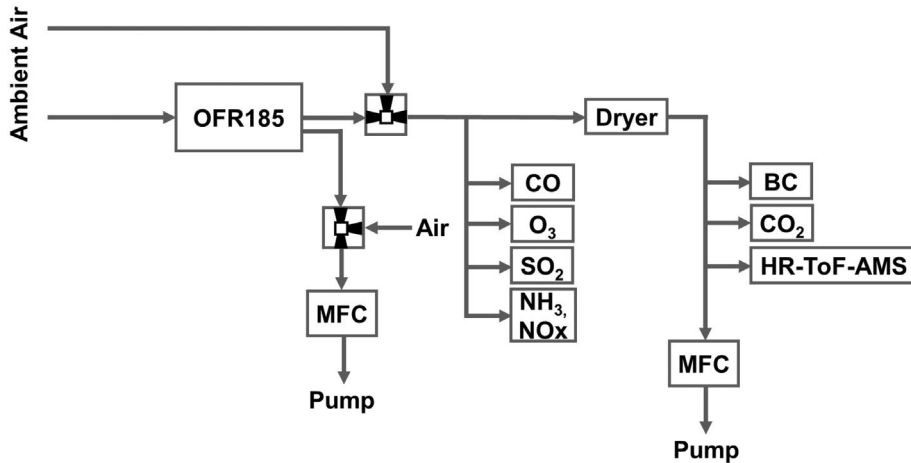 Ambient Air
OFR185
Dryer
CO
O₃
SO₂
NH₃,
NOx
Air
MFC
Pump
BC
CO₂
HR-ToF-AMS
MFC
Pump